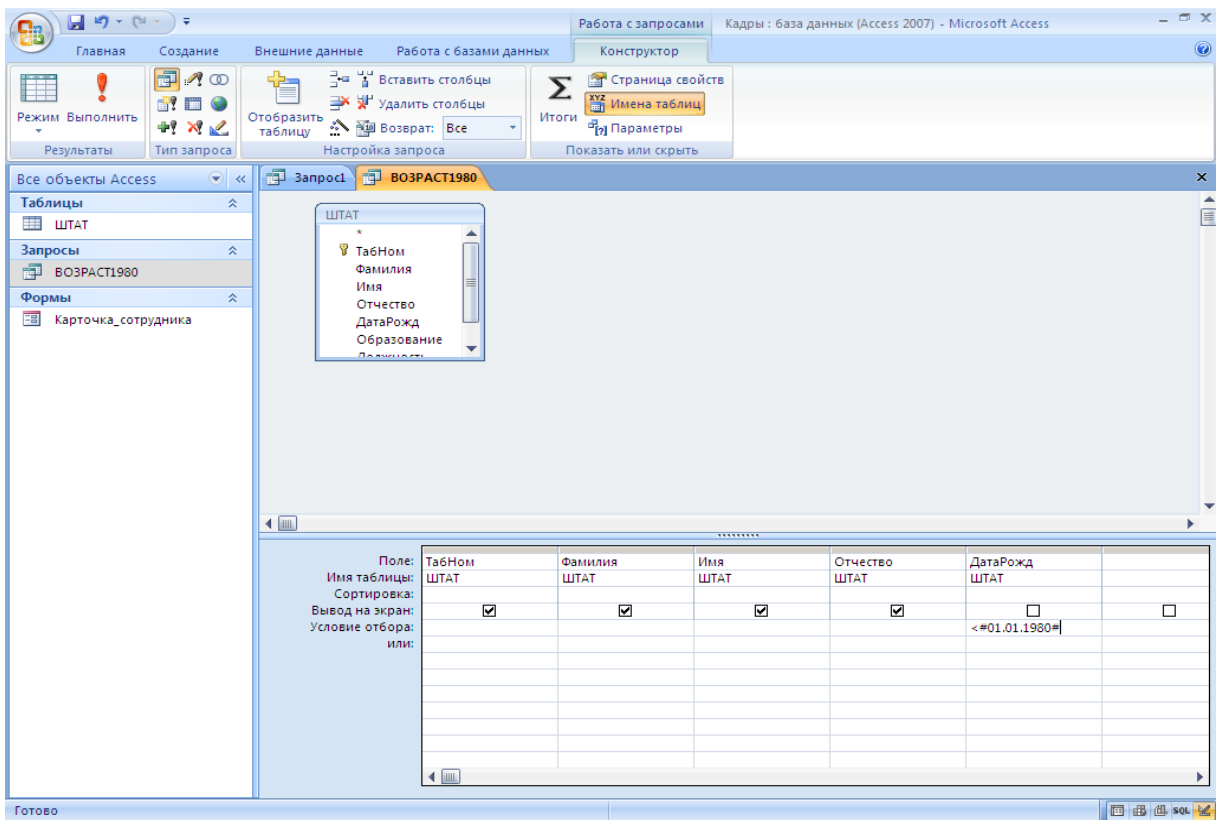 Работа с запросами Кадры : база данных (Access 2007) - Microsoft Access
Главная Создание Внешние данные Работа с базами данных Конструктор
Режим Выполнить
Результаты
Тип запроса
Отобразить таблицу
Вставить столбцы
Удалить столбцы
Возврат: Все
Настройка запроса
Σ Итоги
Страница свойств
XYZ Имена таблиц
[?] Параметры
Показать или скрыть
Все объекты Access «
Таблицы
ШТАТ
Запросы
ВОЗРАСТ1980
Формы
Карточка_сотрудника
Запрос1 ВОЗРАСТ1980
ШТАТ
*
ТабНом
Фамилия
Имя
Отчество
ДатаРожд
Образование
Должность
Поле: ТабНом Фамилия Имя Отчество ДатаРожд
Имя таблицы: ШТАТ ШТАТ ШТАТ ШТАТ ШТАТ
Сортировка:
Вывод на экран:
Условие отбора: <#01.01.1980#
или:
Готово SQL